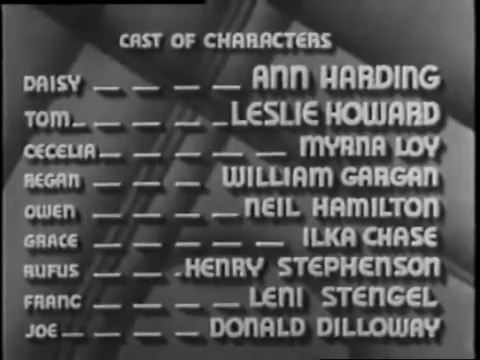 CAST OF CHARACTERS
DAISY _ _ _ _ ANN HARDING
TOM _ _ _ _ _ LESLIE HOWARD
CECELIA _ _ _ _ _ _ MYRNA LOY
REGAN _ _ _ WILLIAM GARGAN
OWEN _ _ _ _ NEIL HAMILTON
GRACE _ _ _ _ _ ILKA CHASE
RUFUS _ _ _ HENRY STEPHENSON
FRANC _ _ _ _ LENI STENGEL
JOE _ _ _ _ DONALD DILLOWAY